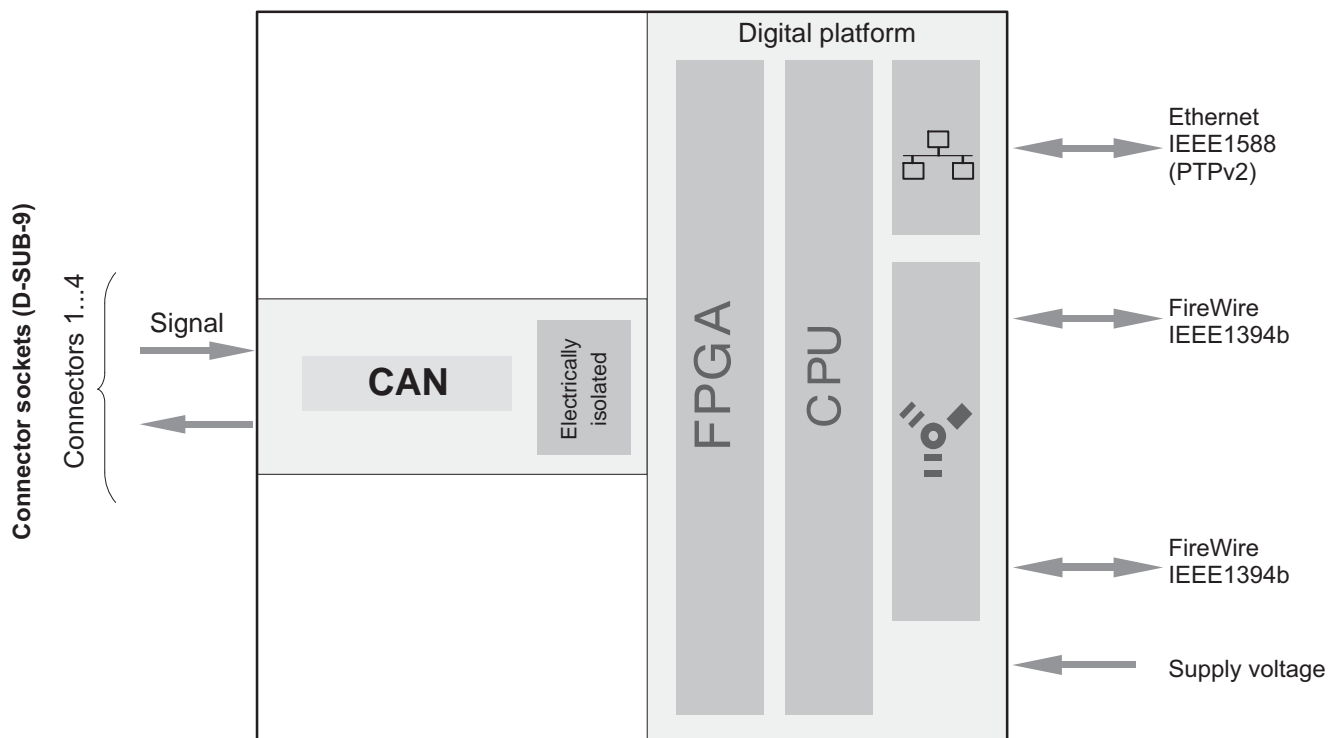 Digital platform
Connector sockets (D-SUB-9)
Connectors 1...4
Signal
CAN
Electrically
isolated
FPGA
CPU
Ethernet
IEEE1588
(PTPv2)
FireWire
IEEE1394b
FireWire
IEEE1394b
Supply voltage